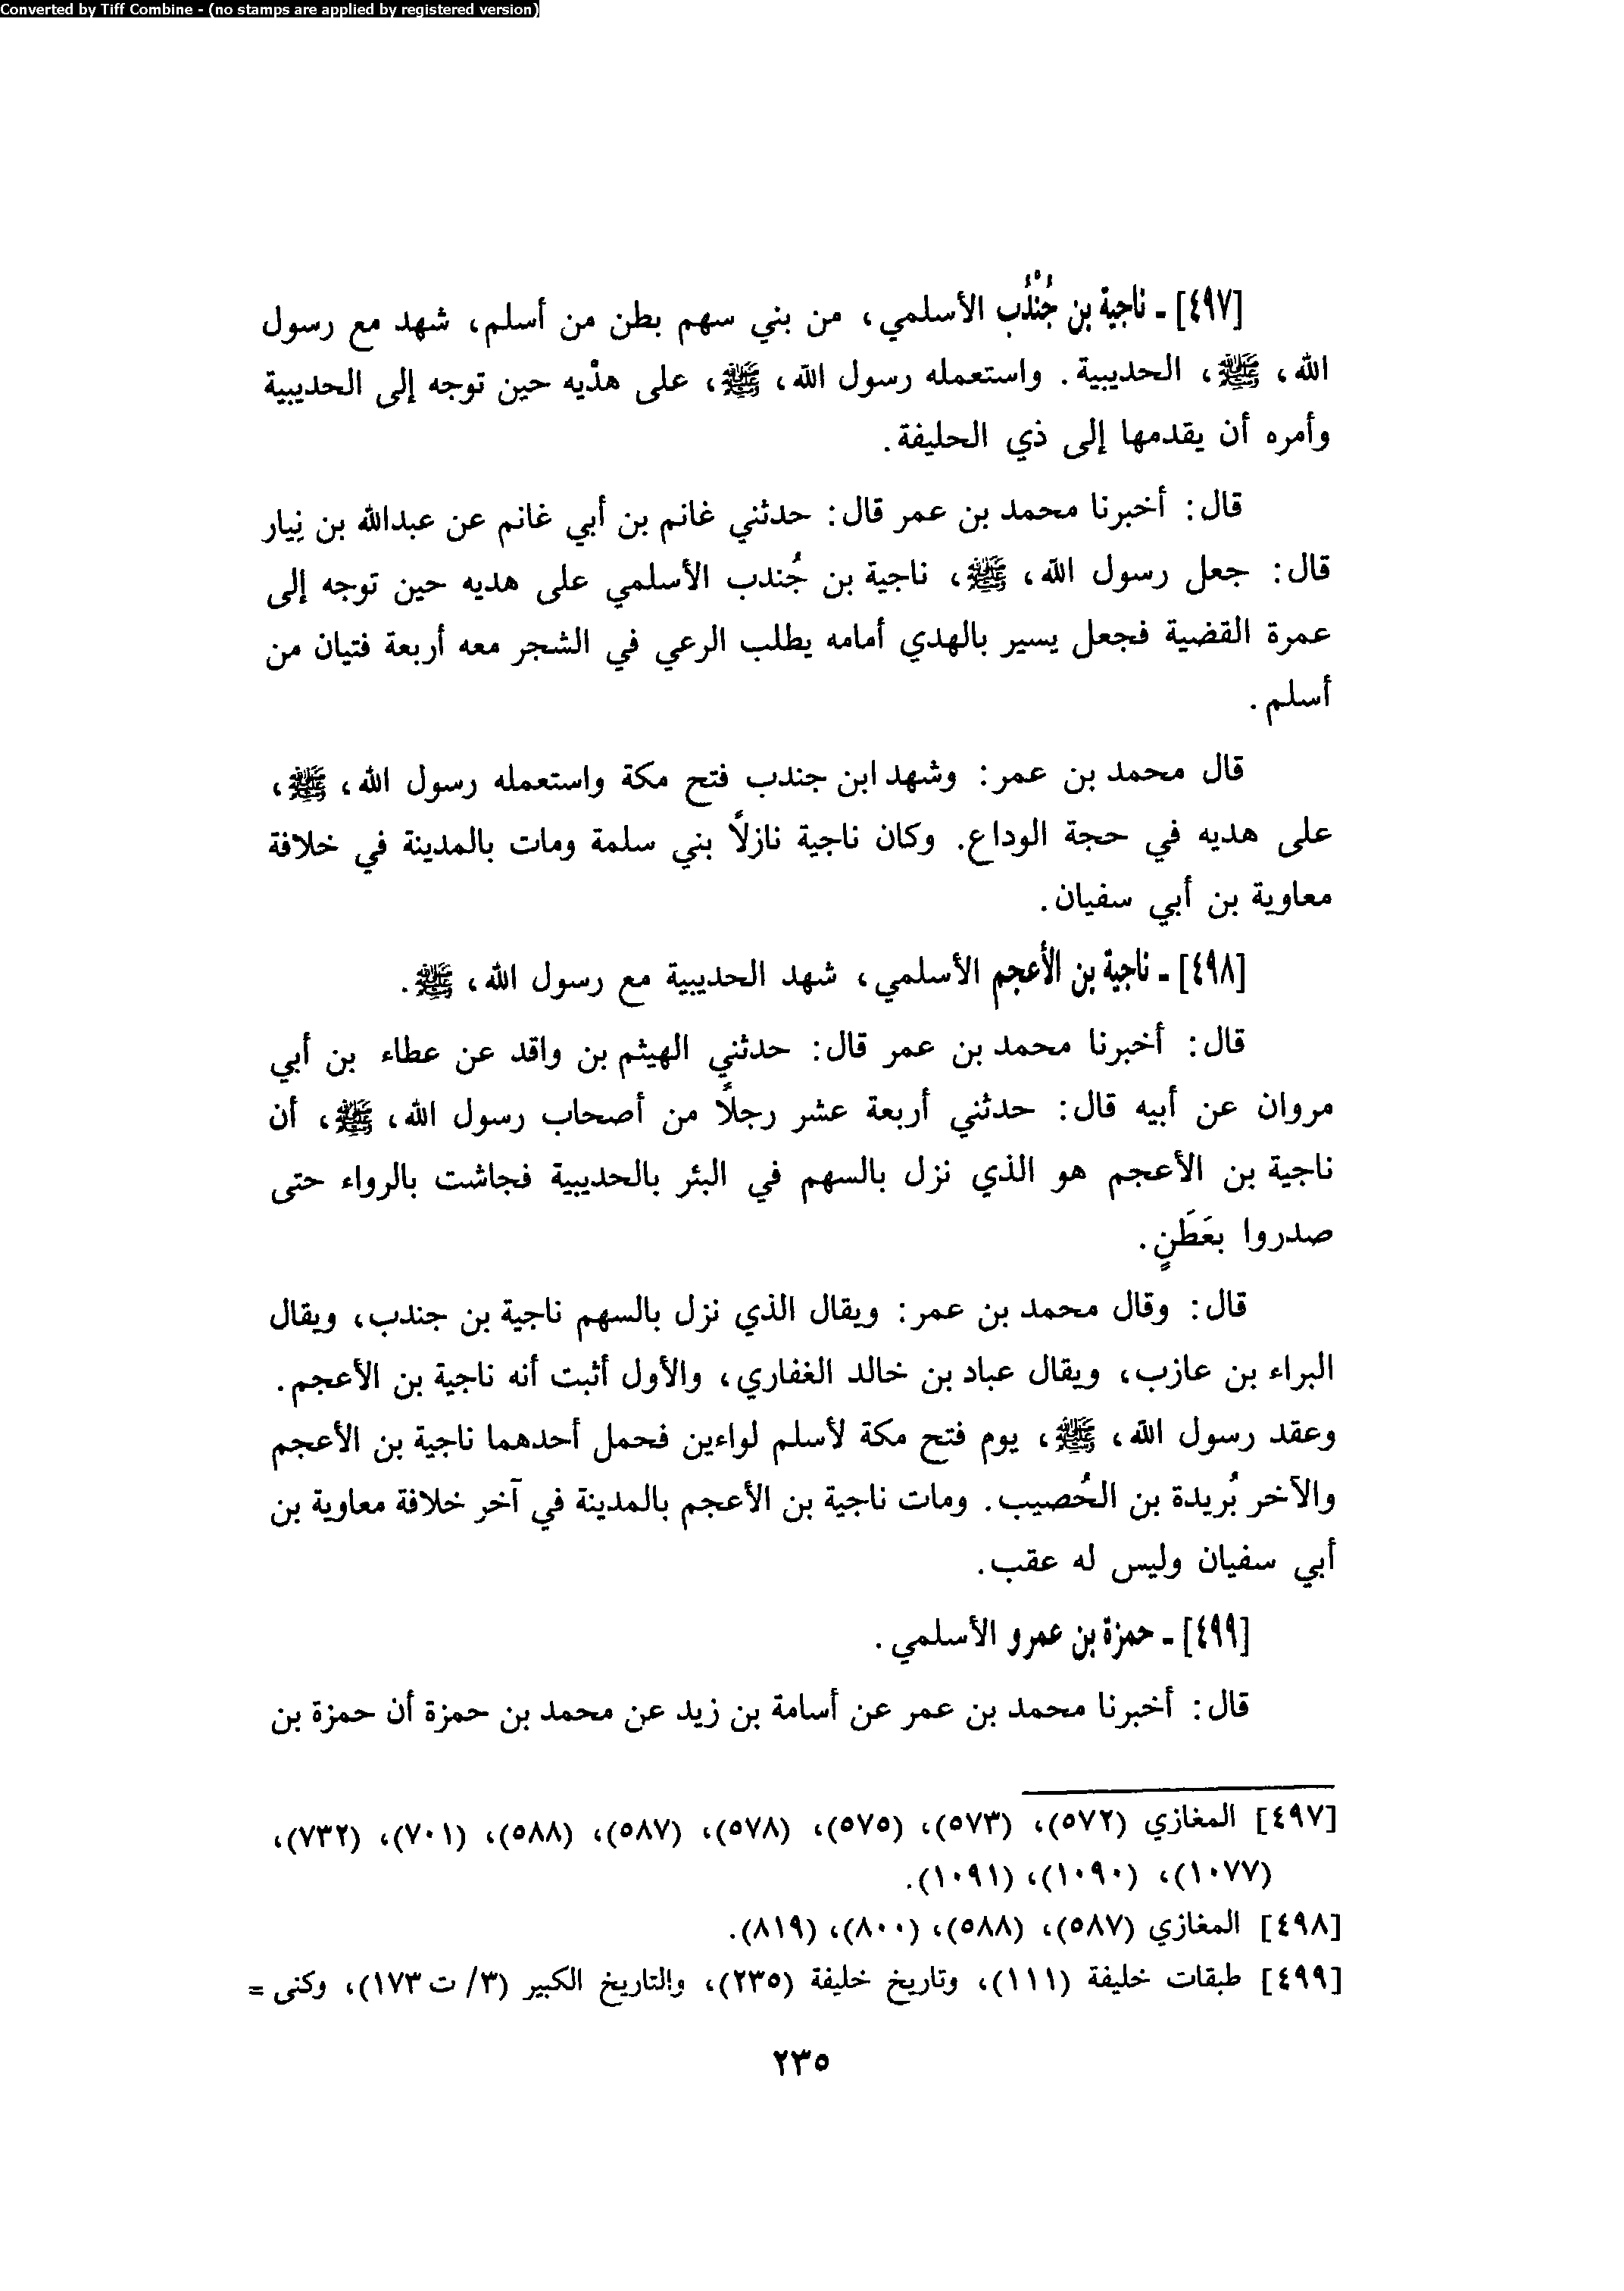 Converted by Tiff Combine - (no stamps are applied by registered version)
[٤٩٧] - ناجية بن جُنْدُب الأسلمي، من بني سهم بطن من أسلم، شهد مع رسول
الله، ﷺ، الحديبية. واستعمله رسول الله، ﷺ، على هدْيه حين توجه إلى الحديبية
وأمره أن يقدمها إلى ذي الحليفة.
قال: أخبرنا محمد بن عمر قال: حدثني غانم بن أبي غانم عن عبدالله بن نِيار
قال: جعل رسول الله، ﷺ، ناجية بن جُندب الأسلمي على هديه حين توجه إلى
عمرة القضية فجعل يسير بالهدي أمامه يطلب الرعي في الشجر معه أربعة فتيان من
أسلم.
قال محمد بن عمر: وشهد ابن جندب فتح مكة واستعمله رسول الله، ﷺ،
على هديه في حجة الوداع. وكان ناجية نازلًا بني سلمة ومات بالمدينة في خلافة
معاوية بن أبي سفيان.
[٤٩٨] - ناجية بن الأعجم الأسلمي، شهد الحديبية مع رسول الله، ﷺ.
قال: أخبرنا محمد بن عمر قال: حدثني الهيثم بن واقد عن عطاء بن أبي
مروان عن أبيه قال: حدثني أربعة عشر رجلًا من أصحاب رسول الله، ﷺ، أن
ناجية بن الأعجم هو الذي نزل بالسهم في البئر بالحديبية فجاشت بالرواء حتى
صدروا بعَطَنٍ.
قال: وقال محمد بن عمر: ويقال الذي نزل بالسهم ناجية بن جندب، ويقال
البراء بن عازب، ويقال عباد بن خالد الغفاري، والأول أثبت أنه ناجية بن الأعجم.
وعقد رسول الله، ﷺ، يوم فتح مكة لأسلم لواءين فحمل أحدهما ناجية بن الأعجم
والآخر بُريدة بن الحُصيب. ومات ناجية بن الأعجم بالمدينة في آخر خلافة معاوية بن
أبي سفيان وليس له عقب.
[٤٩٩] - حمزة بن عمرو الأسلمي.
قال: أخبرنا محمد بن عمر عن أسامة بن زيد عن محمد بن حمزة أن حمزة بن
[٤٩٧] المغازي (٥٧٢)، (٥٧٣)، (٥٧٥)، (٥٧٨)، (٥٨٧)، (٥٨٨)، (٧٠١)، (٧٣٢)،
(١٠٧٧)، (١٠٩٠)، (١٠٩١).
[٤٩٨] المغازي (٥٨٧)، (٥٨٨)، (٨٠٠)، (٨١٩).
[٤٩٩] طبقات خليفة (١١١)، وتاريخ خليفة (٢٣٥)، والتاريخ الكبير (٣/ ت ١٧٣)، وكنى =
٢٣٥